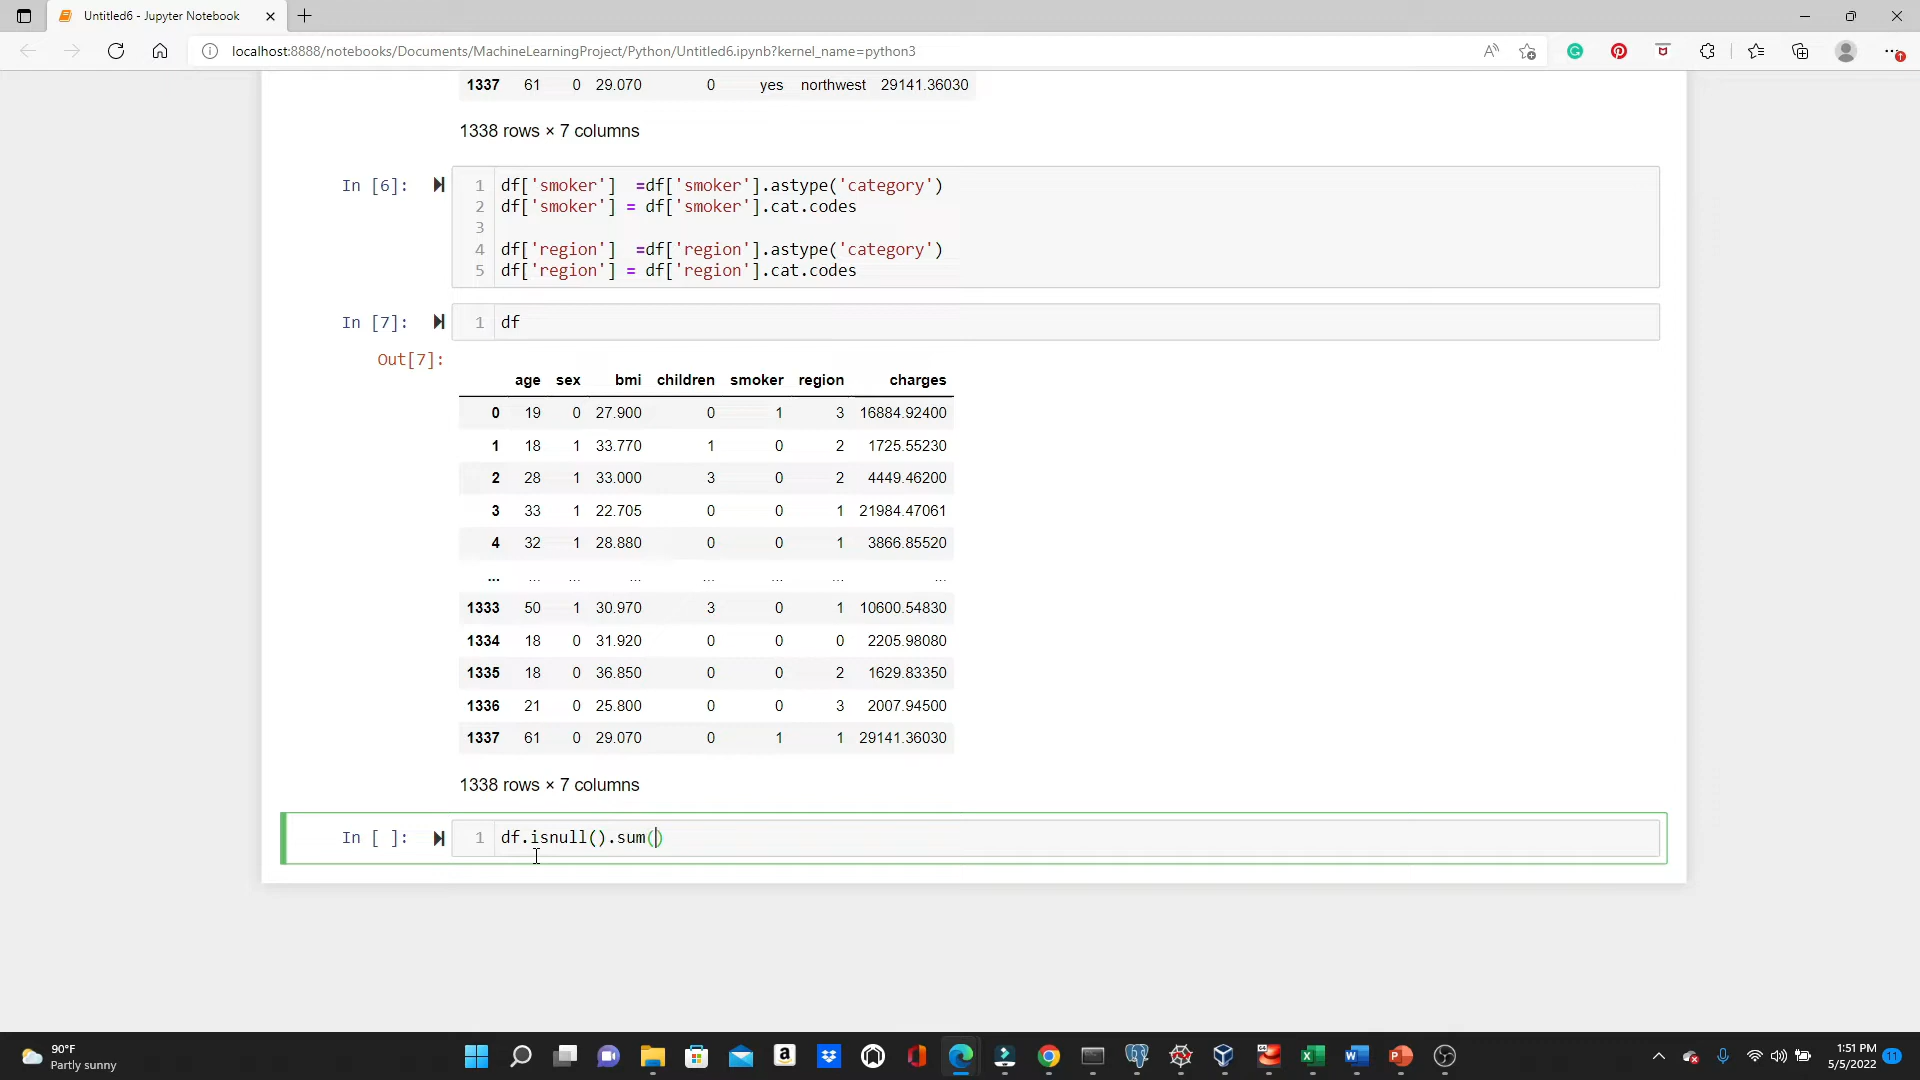 Untitled6 - Jupyter Notebook
localhost:8888/notebooks/Documents/MachineLearningProject/Python/Untitled6.ipynb?kernel_name=python3
1337 61 0 29.070 0 yes northwest 29141.36030
1338 rows × 7 columns
In [6]:
1 df['smoker']  =df['smoker'].astype('category')
2 df['smoker'] = df['smoker'].cat.codes
3
4 df['region']  =df['region'].astype('category')
5 df['region'] = df['region'].cat.codes
In [7]: 1 df
Out[7]:
age sex bmi children smoker region charges
0 19 0 27.900 0 1 3 16884.92400
1 18 1 33.770 1 0 2 1725.55230
2 28 1 33.000 3 0 2 4449.46200
3 33 1 22.705 0 0 1 21984.47061
4 32 1 28.880 0 0 1 3866.85520
... ... ... ... ... ... ... ...
1333 50 1 30.970 3 0 1 10600.54830
1334 18 0 31.920 0 0 0 2205.98080
1335 18 0 36.850 0 0 2 1629.83350
1336 21 0 25.800 0 0 3 2007.94500
1337 61 0 29.070 0 1 1 29141.36030
1338 rows × 7 columns
In [ ]: 1 df.isnull().sum()
90°F
Partly sunny
1:51 PM
5/5/2022
11